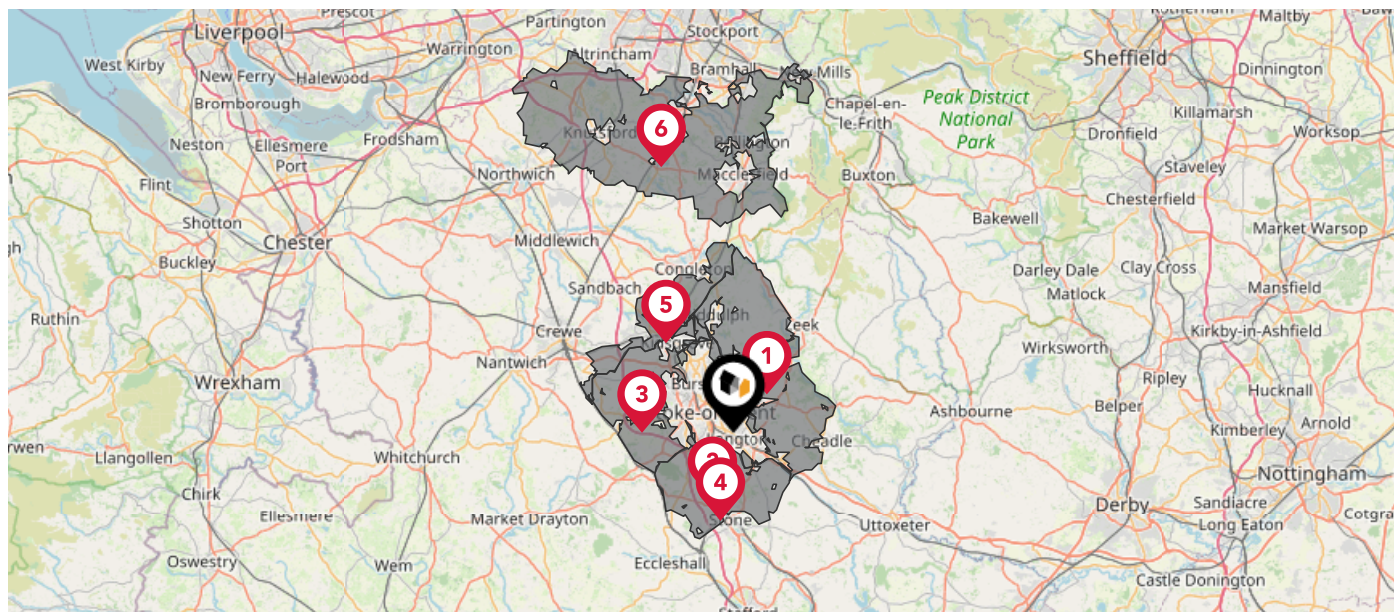 Prescot
Partington
Rotherham
Maltby
Liverpool
Stockport
Warrington
Altrincham
Sheffield
West Kirby
New Ferry
Halewood
Bramhall
Dinnington
Bromborough
Chapel-en-
le-Frith
Peak District
National
Park
Killamarsh
Neston
Frodsham
Knutsford
6
Dronfield
Worksop
Ellesmere
Port
Northwich
Macclesfield
Buxton
Staveley
Flint
Chesterfield
Shotton
Bakewell
Market Warsop
Chester
Middlewich
Buckley
Congleton
Darley Dale
Clay Cross
Sandbach
Matlock
Mansfield
5
Ruthin
Crewe
Kirkby-in-Ashfield
1
Nantwich
Wirksworth
Wrexham
Ripley
Hucknall
3
Ashbourne
Belper
Arnold
Kimberley
Cheadle
Llangollen
Whitchurch
2
4
Nottingham
Chirk
Derby
Sandiacre
Ellesmere
Market Drayton
Stone
Uttoxeter
Long Eaton
Oswestry
Wem
Eccleshall
Castle Donington
Stafford